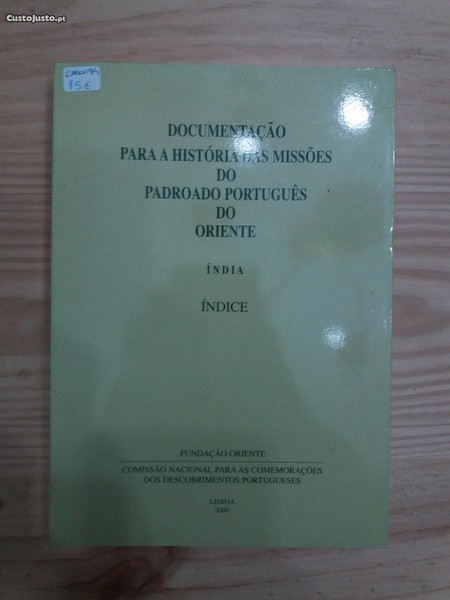 CustoJusto.pt
15€
DOCUMENTAÇÃO
PARA A HISTÓRIA DAS MISSÕES
DO
PADROADO PORTUGUÊS
DO
ORIENTE
ÍNDIA
ÍNDICE
FUNDAÇÃO ORIENTE
COMISSÃO NACIONAL PARA AS COMEMORAÇÕES
DOS DESCOBRIMENTOS PORTUGUESES
LISBOA
2000